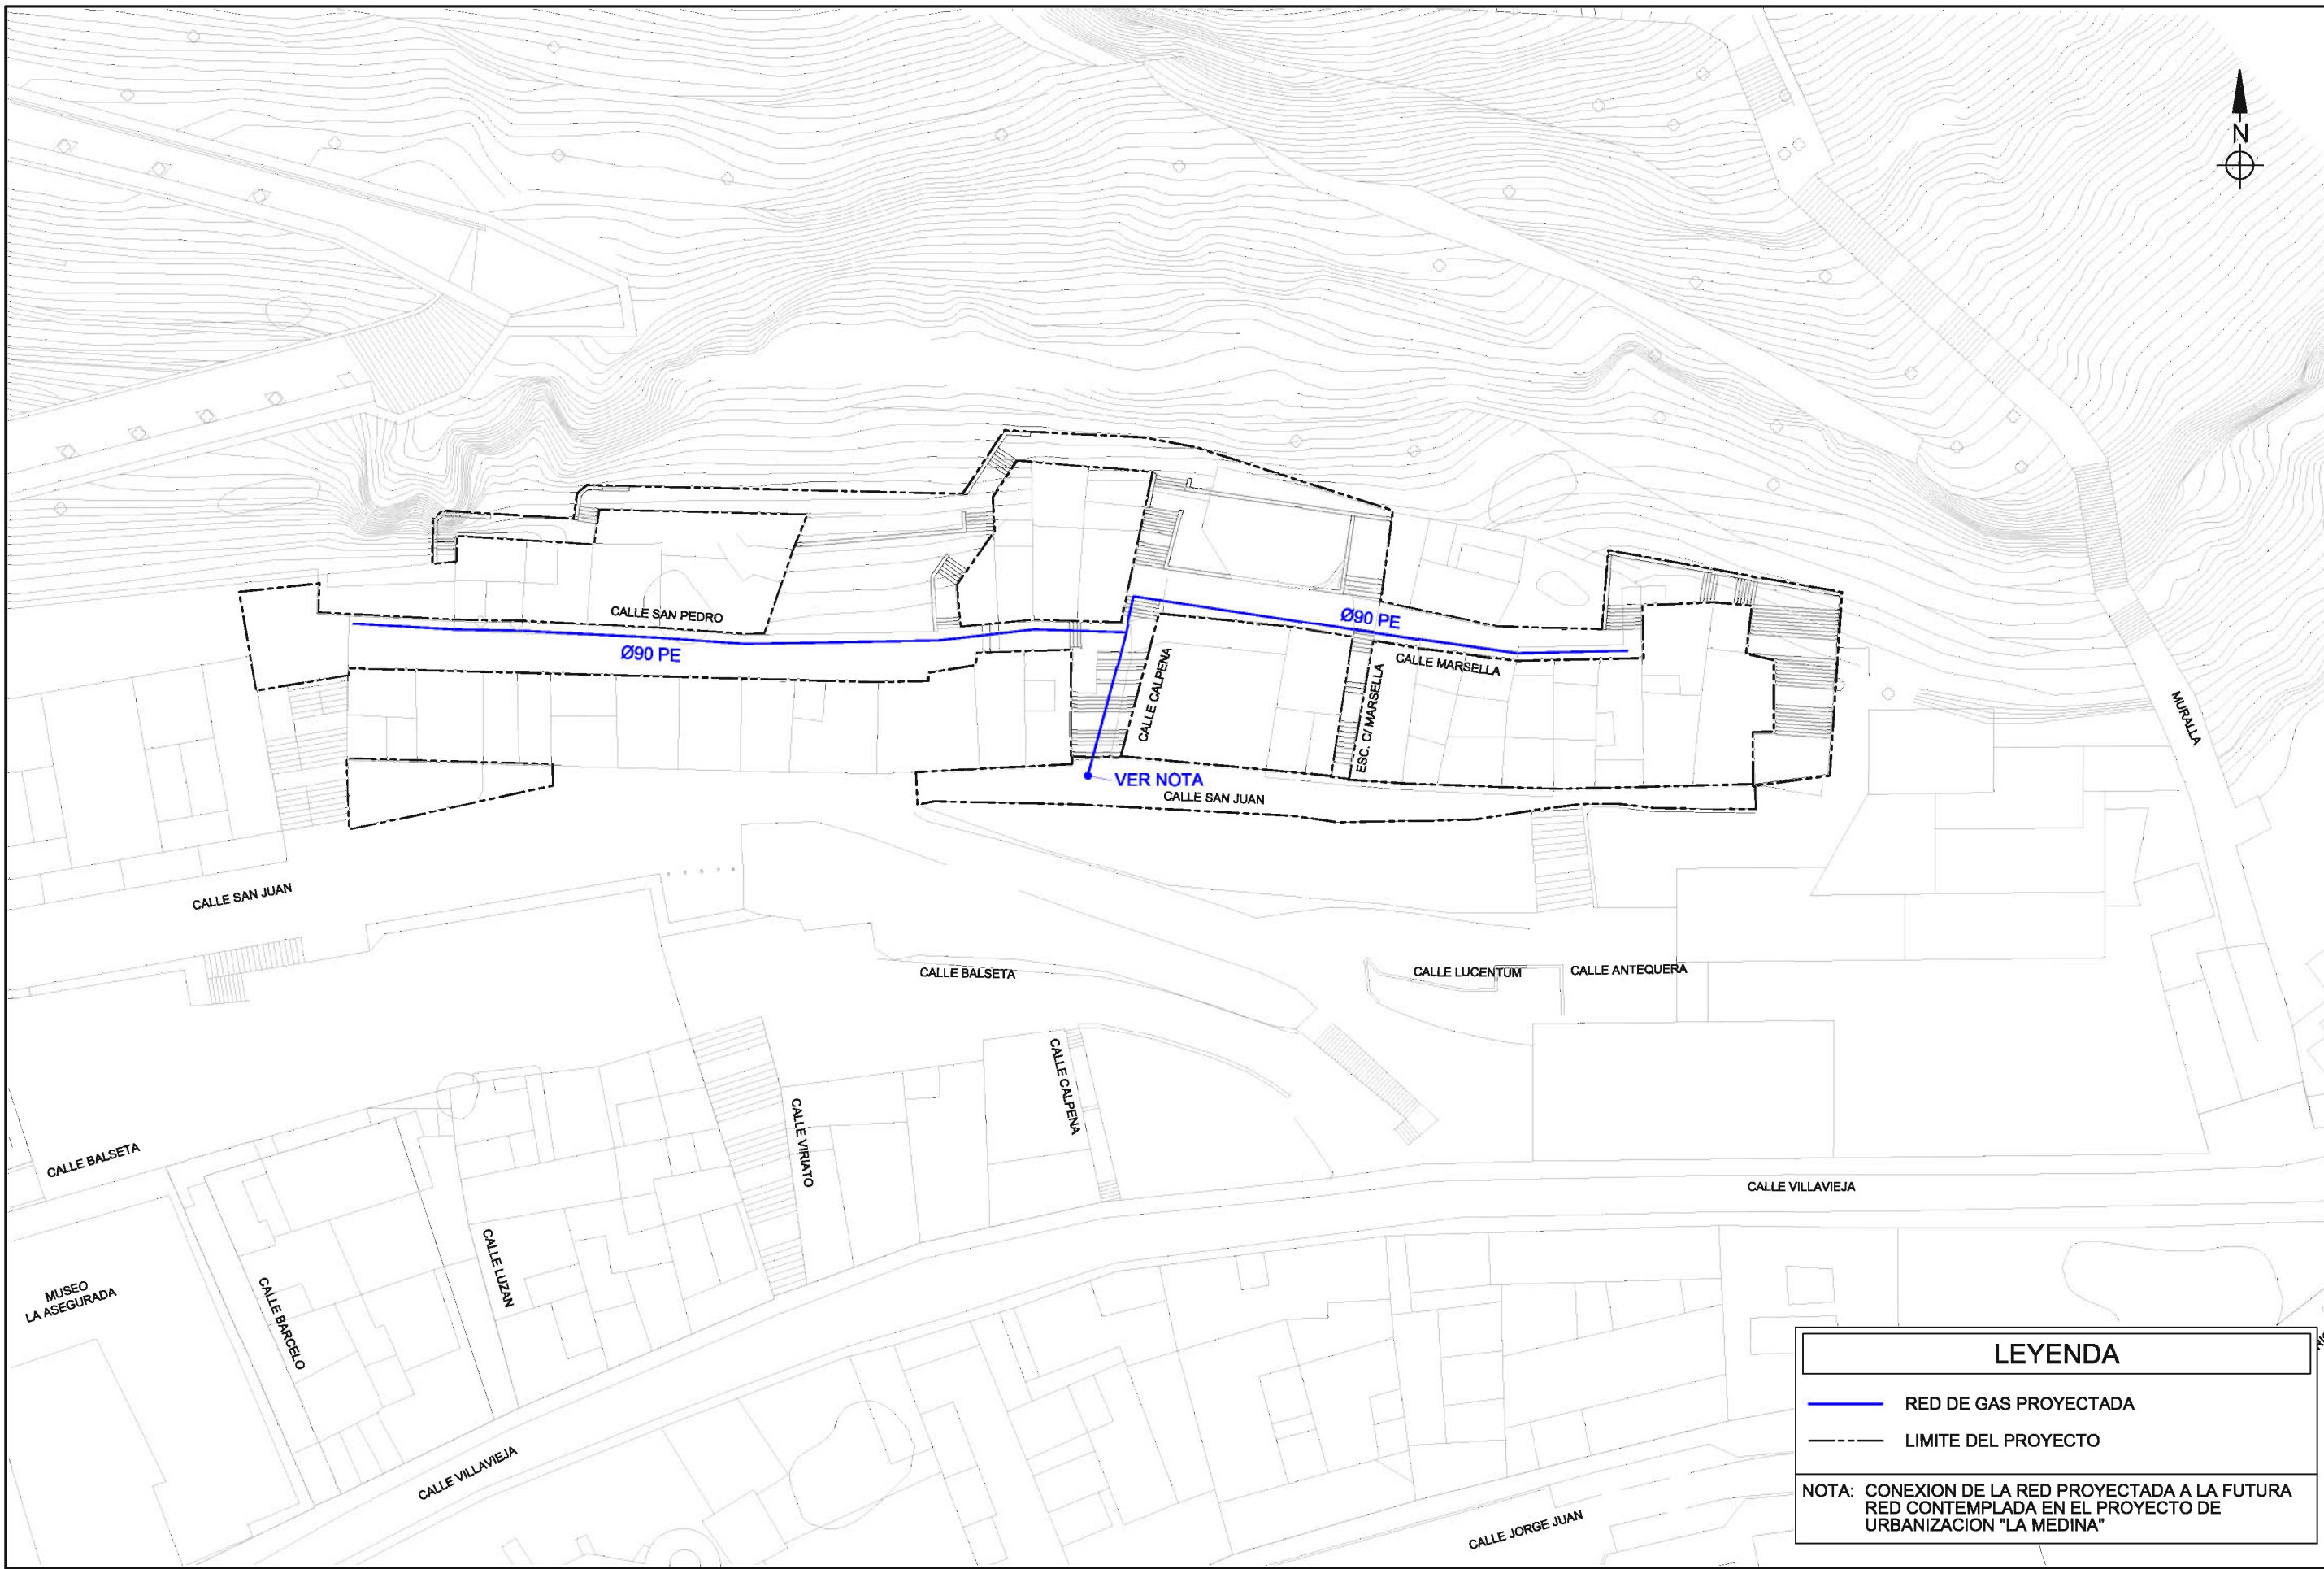 N
CALLE SAN PEDRO
Ø90 PE
Ø90 PE
CALLE MARSELLA
CALLE CALPENA
ESC. C/ MARSELLA
MURALLA
VER NOTA
CALLE SAN JUAN
CALLE SAN JUAN
CALLE BALSETA
CALLE LUCENTUM
CALLE ANTEQUERA
CALLE CALPENA
CALLE VIRIATO
CALLE BALSETA
CALLE VILLAVIEJA
CALLE LUZAN
MUSEO
LA ASEGURADA
CALLE BARCELO
CALLE VILLAVIEJA
CALLE JORGE JUAN
LEYENDA
RED DE GAS PROYECTADA
LIMITE DEL PROYECTO
NOTA: CONEXION DE LA RED PROYECTADA A LA FUTURA
RED CONTEMPLADA EN EL PROYECTO DE
URBANIZACION "LA MEDINA"